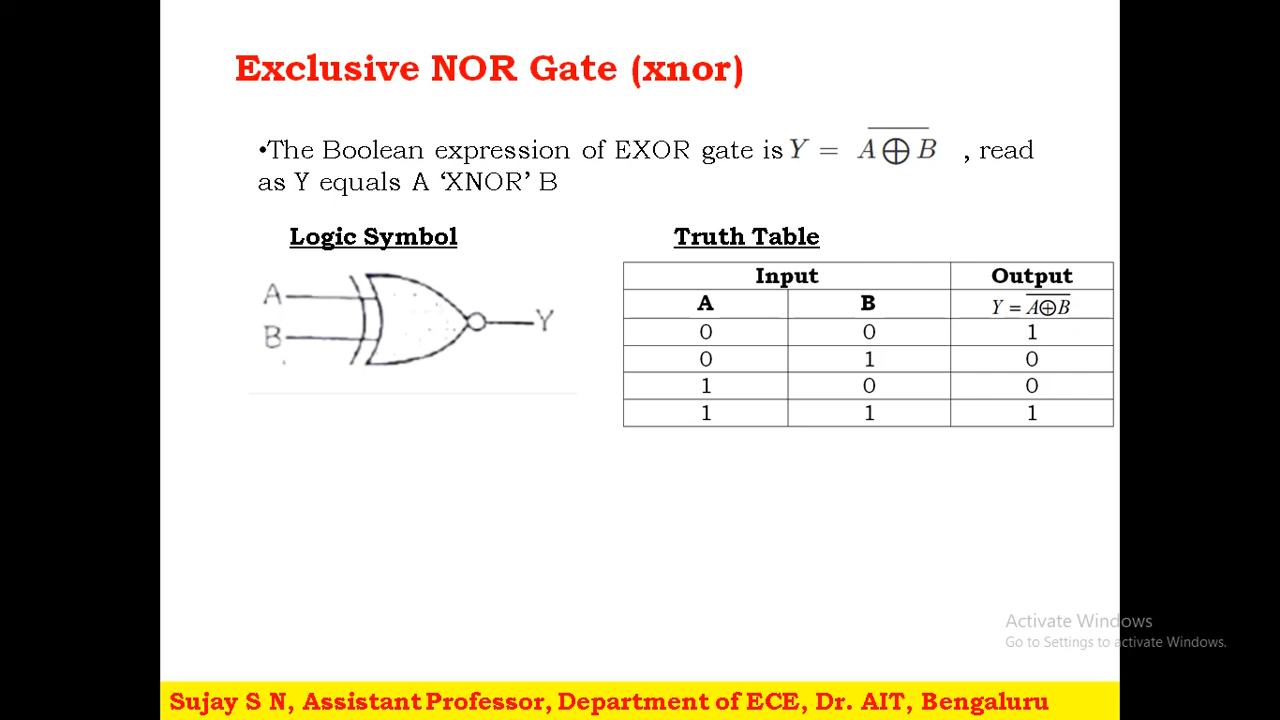 Exclusive NOR Gate (xnor)
•The Boolean expression of EXOR gate is Y = \overline{A ⊕ B} , read
as Y equals A ‘XNOR’ B
Logic Symbol
Truth Table
A
B
Y
Input Output
A B Y = \overline{A⊕B}
0 0 1
0 1 0
1 0 0
1 1 1
Activate Windows
Go to Settings to activate Windows.
Sujay S N, Assistant Professor, Department of ECE, Dr. AIT, Bengaluru